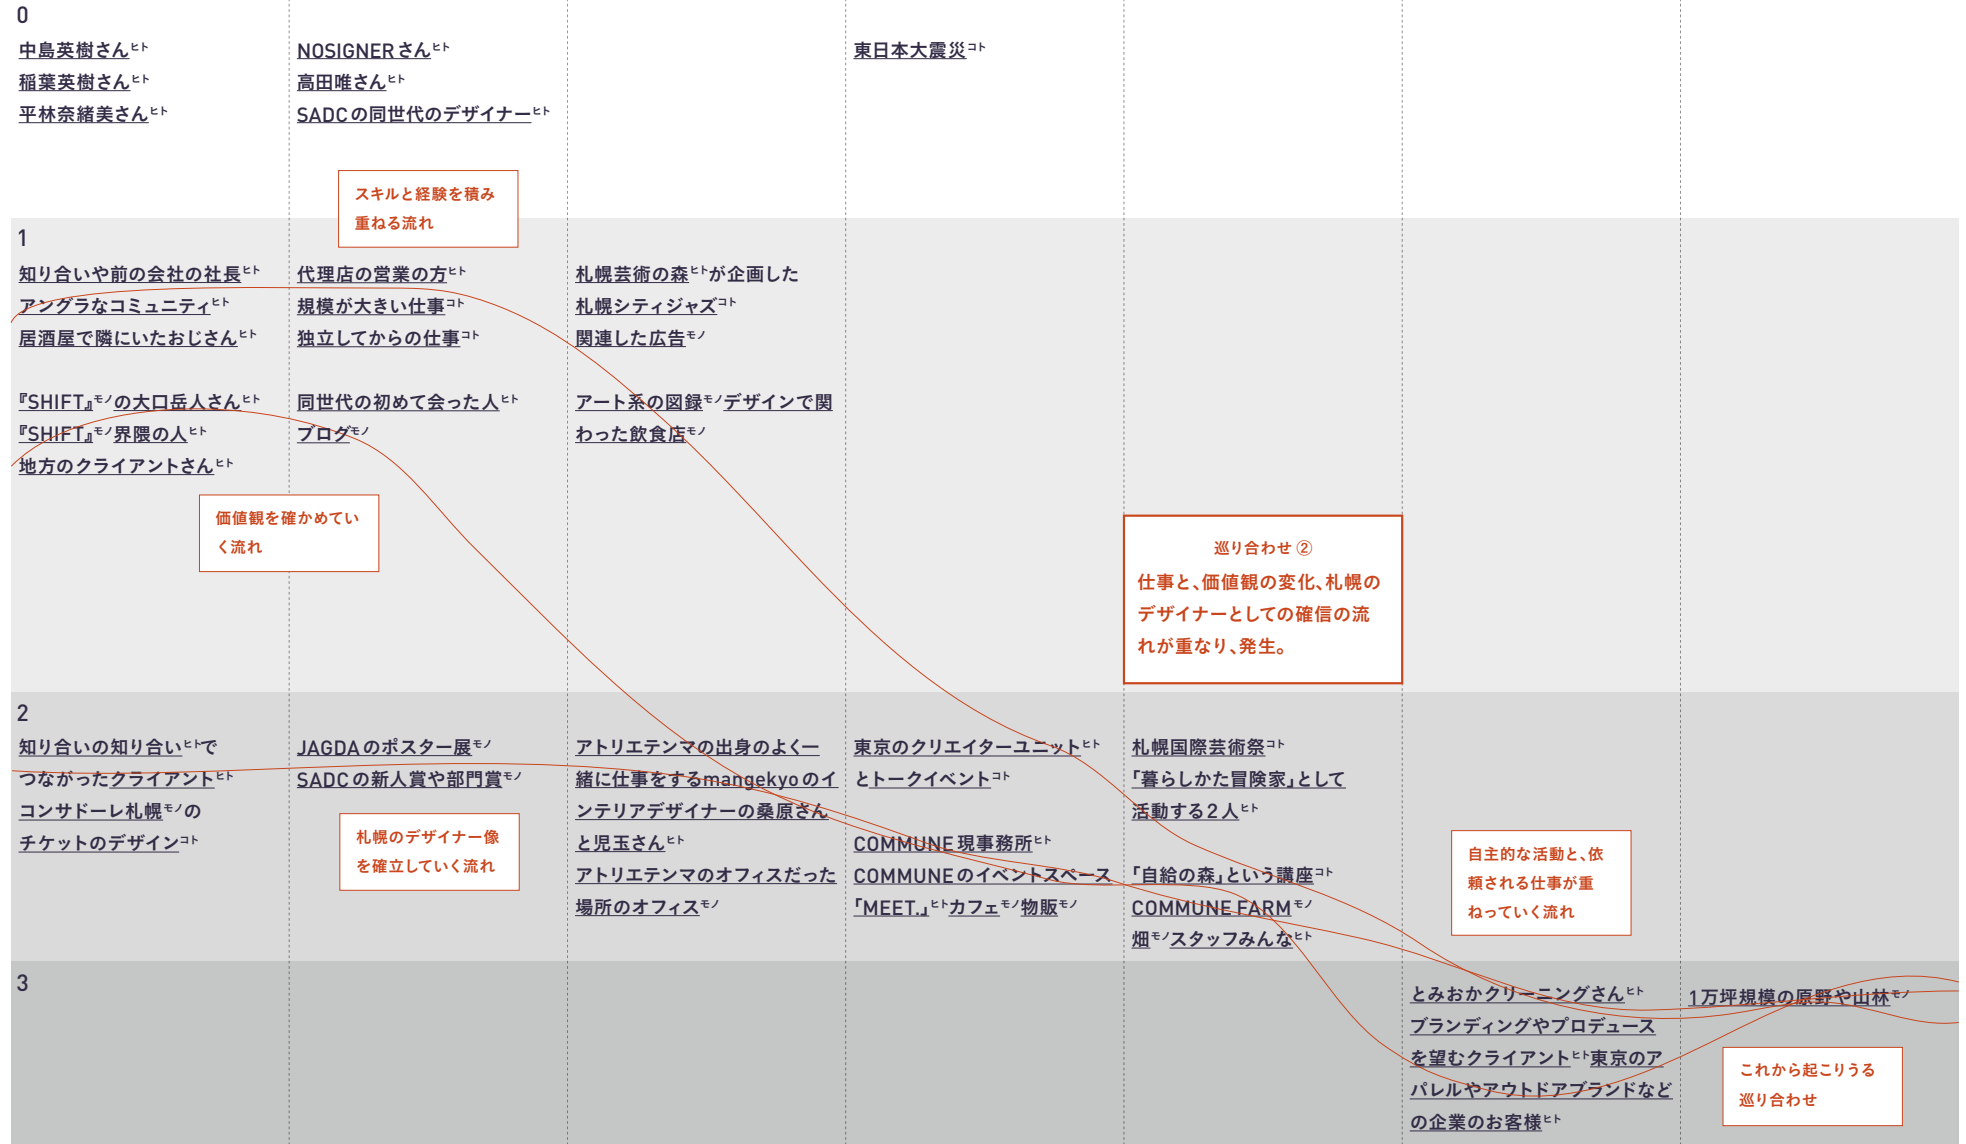 0
中島英樹さんヒト
稲葉英樹さんヒト
平林奈緒美さんヒト
NOSIGNERさんヒト
高田唯さんヒト
SADCの同世代のデザイナーヒト
東日本大震災コト
スキルと経験を積み
重ねる流れ
1
知り合いや前の会社の社長ヒト
アングラなコミュニティヒト
居酒屋で隣にいたおじさんヒト
『SHIFT』モノの大口岳人さんヒト
『SHIFT』モノ界隈の人ヒト
地方のクライアントさんヒト
代理店の営業の方ヒト
規模が大きい仕事コト
独立してからの仕事コト
同世代の初めて会った人ヒト
ブログモノ
札幌芸術の森ヒトが企画した
札幌シティジャズコト
関連した広告モノ
アート系の図録モノデザインで関
わった飲食店モノ
価値観を確かめてい
く流れ
巡り合わせ ②
仕事と、価値観の変化、札幌の
デザイナーとしての確信の流
れが重なり、発生。
2
知り合いの知り合いヒトで
つながったクライアントヒト
コンサドーレ札幌モノの
チケットのデザインコト
JAGDAのポスター展モノ
SADCの新人賞や部門賞モノ
札幌のデザイナー像
を確立していく流れ
アトリエテンマの出身のよく一
緒に仕事をするmangekyoのイ
ンテリアデザイナーの桑原さん
と児玉さんヒト
アトリエテンマのオフィスだった
場所のオフィスモノ
東京のクリエイターユニットヒト
とトークイベントコト
COMMUNE現事務所ヒト
COMMUNEのイベントスペース
「MEET.」ヒトカフェモノ物販モノ
札幌国際芸術祭コト
「暮らしかた冒険家」として
活動する2人ヒト
「自給の森」という講座コト
COMMUNE FARMモノ
畑モノスタッフみんなヒト
自主的な活動と、依
頼される仕事が重
ねっていく流れ
3
とみおかクリーニングさんヒト
ブランディングやプロデュース
を望むクライアントヒト東京のア
パレルやアウトドアブランドなど
の企業のお客様ヒト
1万坪規模の原野や山林モノ
これから起こりうる
巡り合わせ